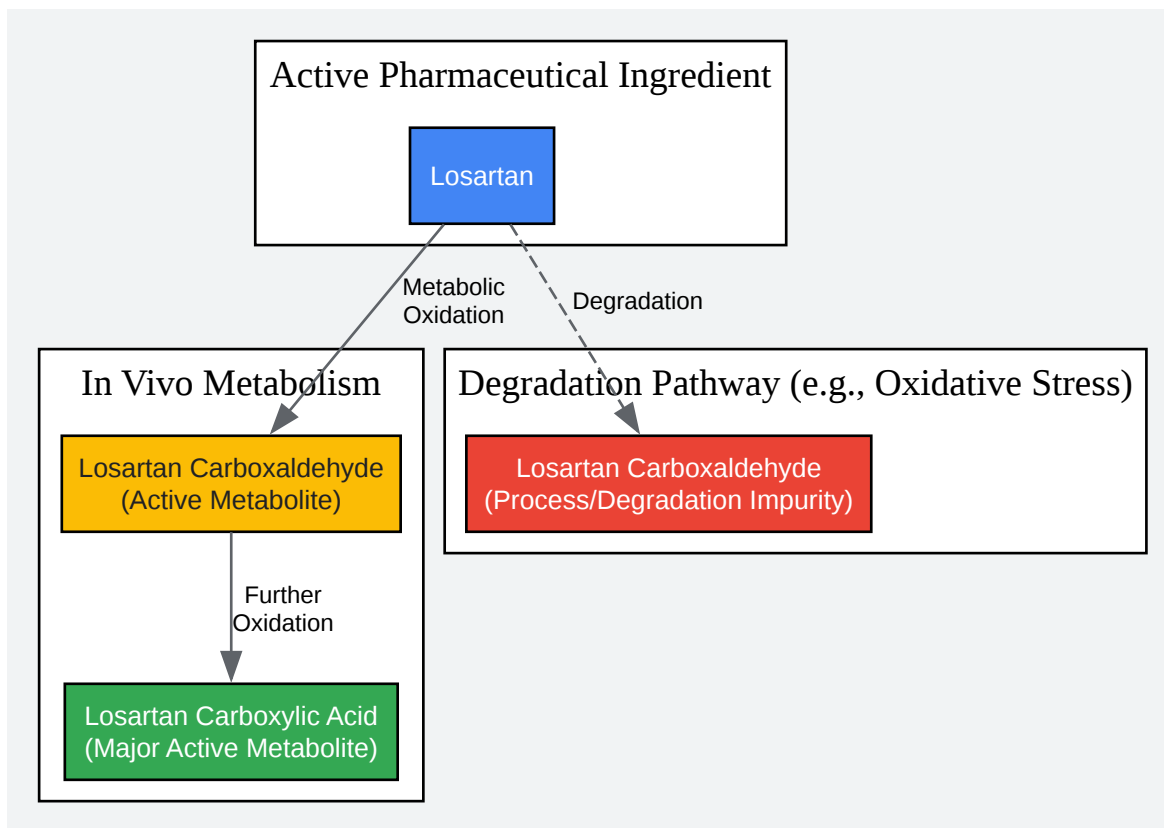 Active Pharmaceutical Ingredient
Losartan
Metabolic
Oxidation
Degradation
In Vivo Metabolism
Degradation Pathway (e.g., Oxidative Stress)
Losartan Carboxaldehyde
(Active Metabolite)
Losartan Carboxaldehyde
(Process/Degradation Impurity)
Further
Oxidation
Losartan Carboxylic Acid
(Major Active Metabolite)